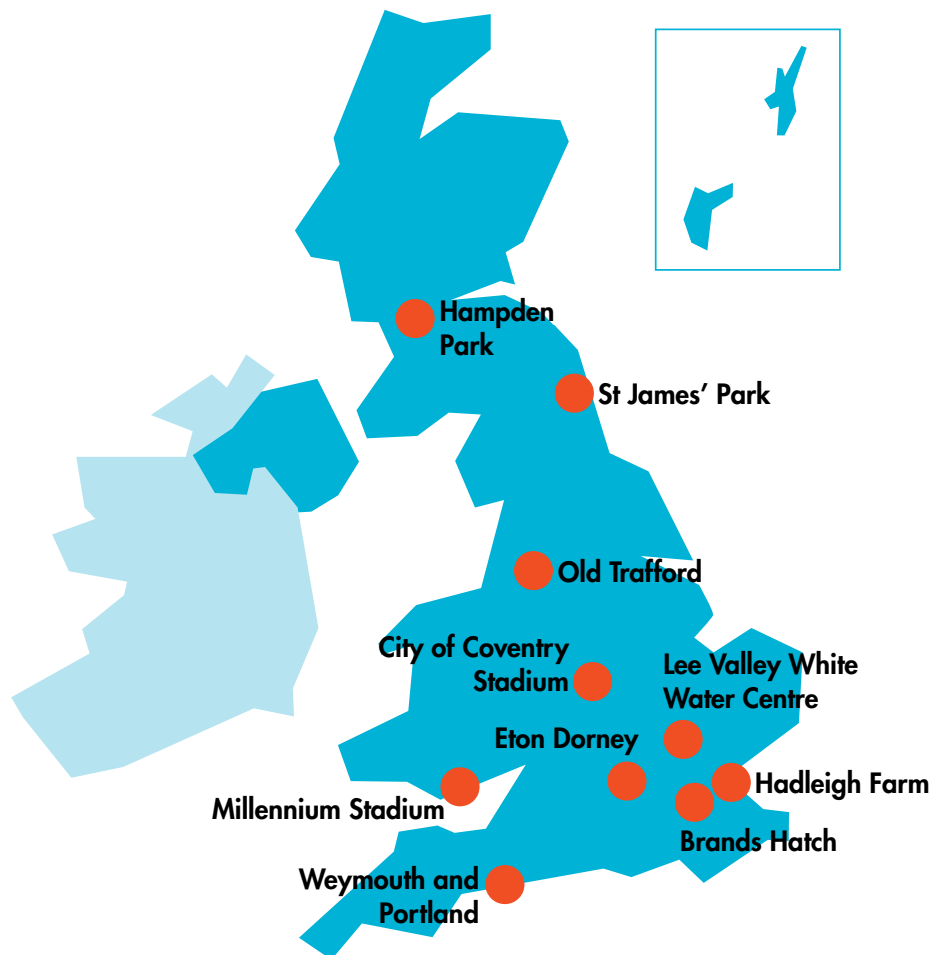 Hampden
Park
St James’ Park
Old Trafford
City of Coventry
Stadium
Lee Valley White
Water Centre
Eton Dorney
Hadleigh Farm
Millennium Stadium
Brands Hatch
Weymouth and
Portland